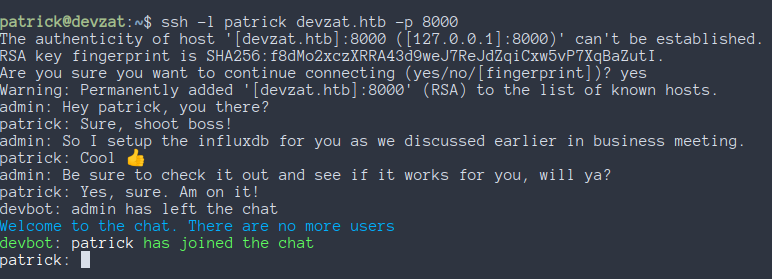 patrick@devzat:~$ ssh -l patrick devzat.htb -p 8000
The authenticity of host '[devzat.htb]:8000 ([127.0.0.1]:8000)' can't be established.
RSA key fingerprint is SHA256:f8dMo2xczXRRA43d9weJ7ReJdZqiCxw5vP7XqBaZutI.
Are you sure you want to continue connecting (yes/no/[fingerprint])? yes
Warning: Permanently added '[devzat.htb]:8000' (RSA) to the list of known hosts.
admin: Hey patrick, you there?
patrick: Sure, shoot boss!
admin: So I setup the influxdb for you as we discussed earlier in business meeting.
patrick: Cool 👍
admin: Be sure to check it out and see if it works for you, will ya?
patrick: Yes, sure. Am on it!
devbot: admin has left the chat
Welcome to the chat. There are no more users
devbot: patrick has joined the chat
patrick: